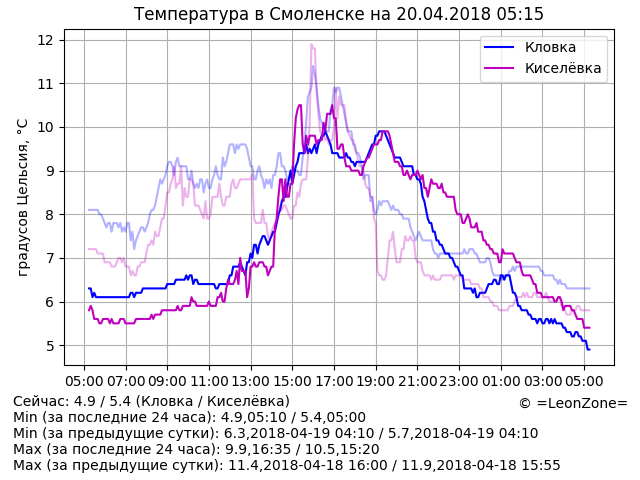 Температура в Смоленске на 20.04.2018 05:15
Кловка
Киселёвка
градусов Цельсия, °C
12
11
10
9
8
7
6
5
05:00 07:00 09:00 11:00 13:00 15:00 17:00 19:00 21:00 23:00 01:00 03:00 05:00
Сейчас: 4.9 / 5.4 (Кловка / Киселёвка)
© =LeonZone=
Min (за последние 24 часа): 4.9,05:10 / 5.4,05:00
Min (за предыдущие сутки): 6.3,2018-04-19 04:10 / 5.7,2018-04-19 04:10
Max (за последние 24 часа): 9.9,16:35 / 10.5,15:20
Max (за предыдущие сутки): 11.4,2018-04-18 16:00 / 11.9,2018-04-18 15:55